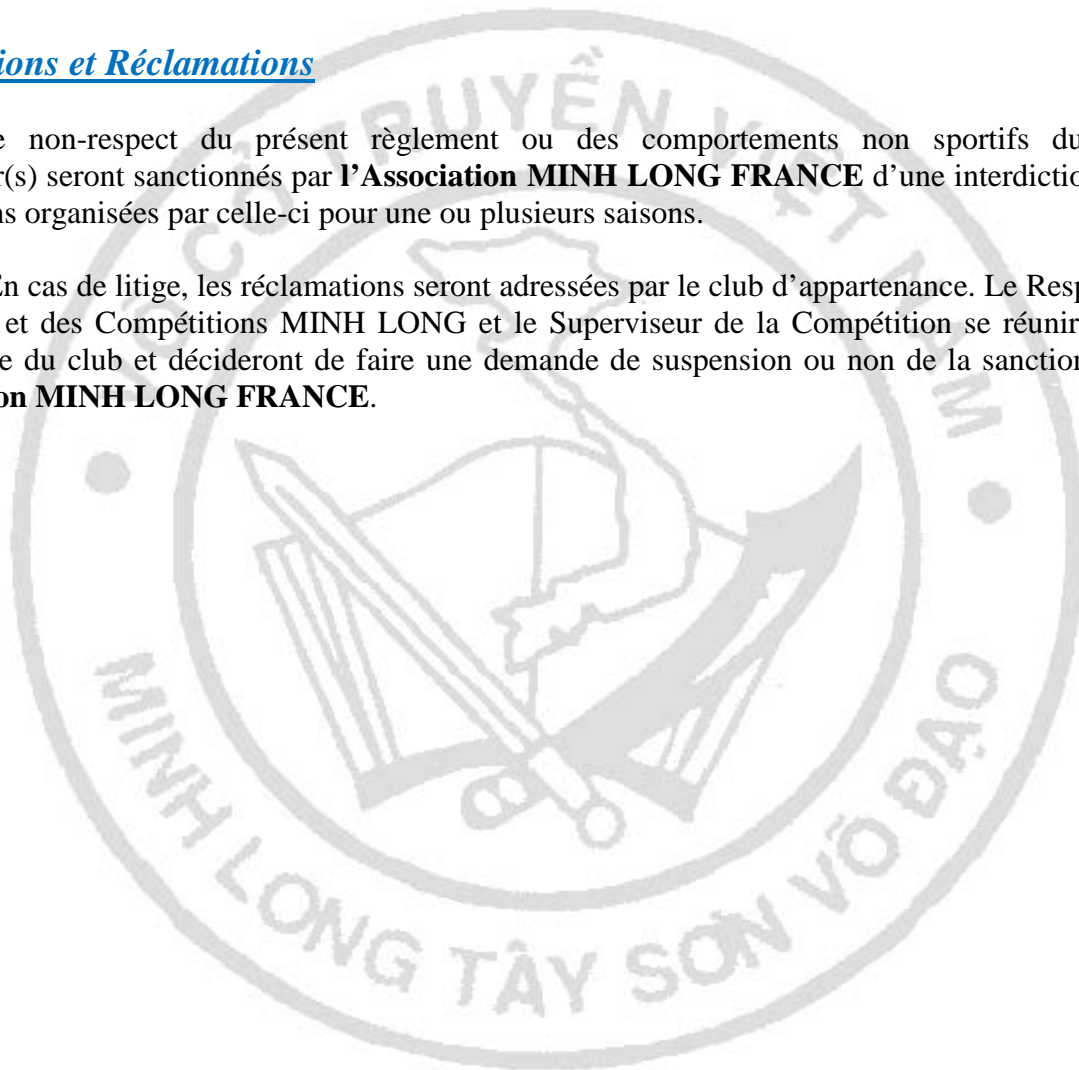 ions et Réclamations
e non-respect du présent règlement ou des comportements non sportifs du
r(s) seront sanctionnés par l’Association MINH LONG FRANCE d’une interdictio
ns organisées par celle-ci pour une ou plusieurs saisons.
En cas de litige, les réclamations seront adressées par le club d’appartenance. Le Resp
et des Compétitions MINH LONG et le Superviseur de la Compétition se réunir
e du club et décideront de faire une demande de suspension ou non de la sanction
on MINH LONG FRANCE.
CỔ TRUYỀN VIỆT NAM
MINH LONG TÂY SƠN VÕ ĐẠO